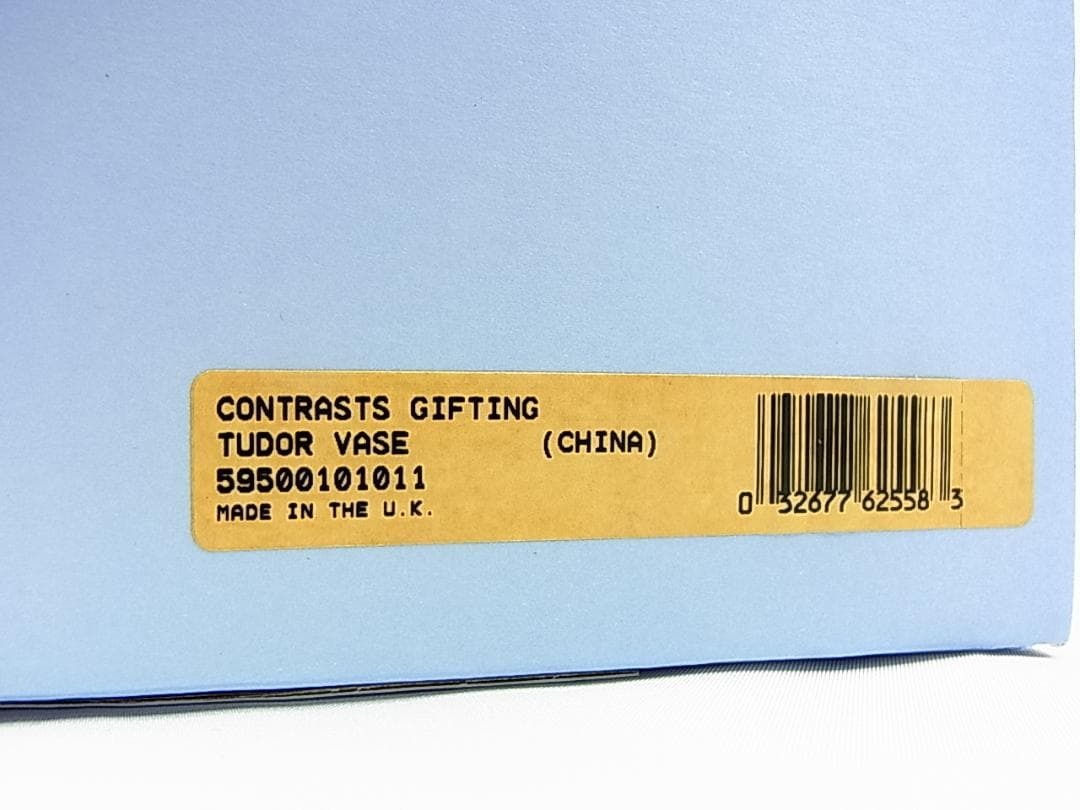 CONTRASTS GIFTING
TUDOR VASE (CHINA)
59500101011
MADE IN THE U.K.
0 32677 62558 3